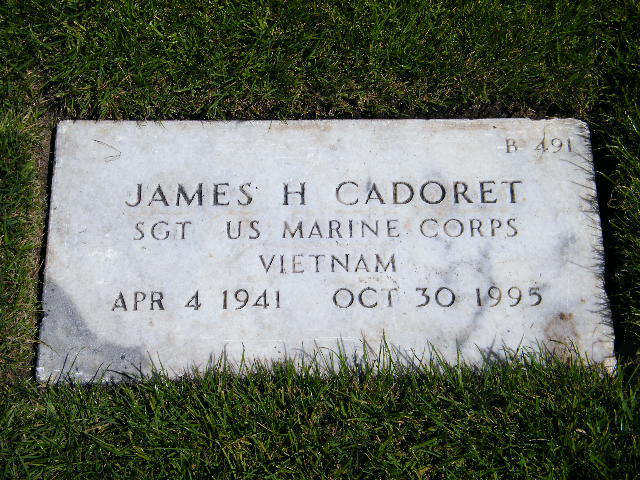 B 491
JAMES H CADORET
SGT US MARINE CORPS
VIETNAM
APR 4 1941 OCT 30 1995